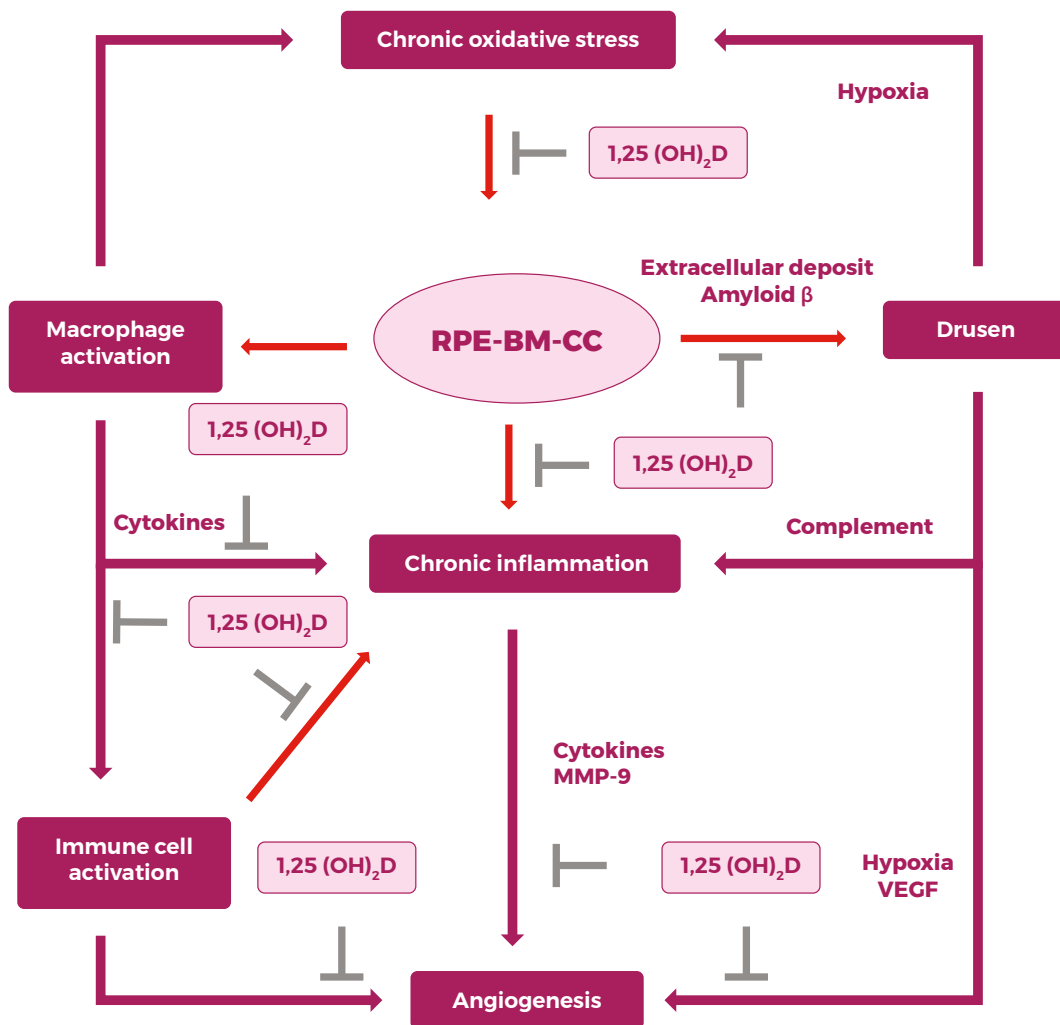 Chronic oxidative stress
Hypoxia
1,25 (OH)₂D
Extracellular deposit
Amyloid β
Macrophage
activation
RPE-BM-CC
Drusen
1,25 (OH)₂D
1,25 (OH)₂D
Cytokines
Complement
Chronic inflammation
1,25 (OH)₂D
Cytokines
MMP-9
Immune cell
activation
1,25 (OH)₂D
1,25 (OH)₂D
Hypoxia
VEGF
Angiogenesis